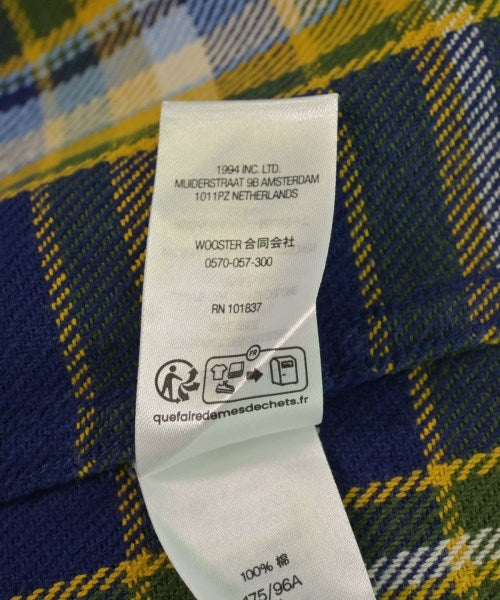 1994 INC. LTD.
MUIDERSTRAAT 9B AMSTERDAM
1011PZ NETHERLANDS
WOOSTER 合同会社
0570-057-300
RN 101837
FR
quefairedemesdechets.fr
100% 棉
175/96A